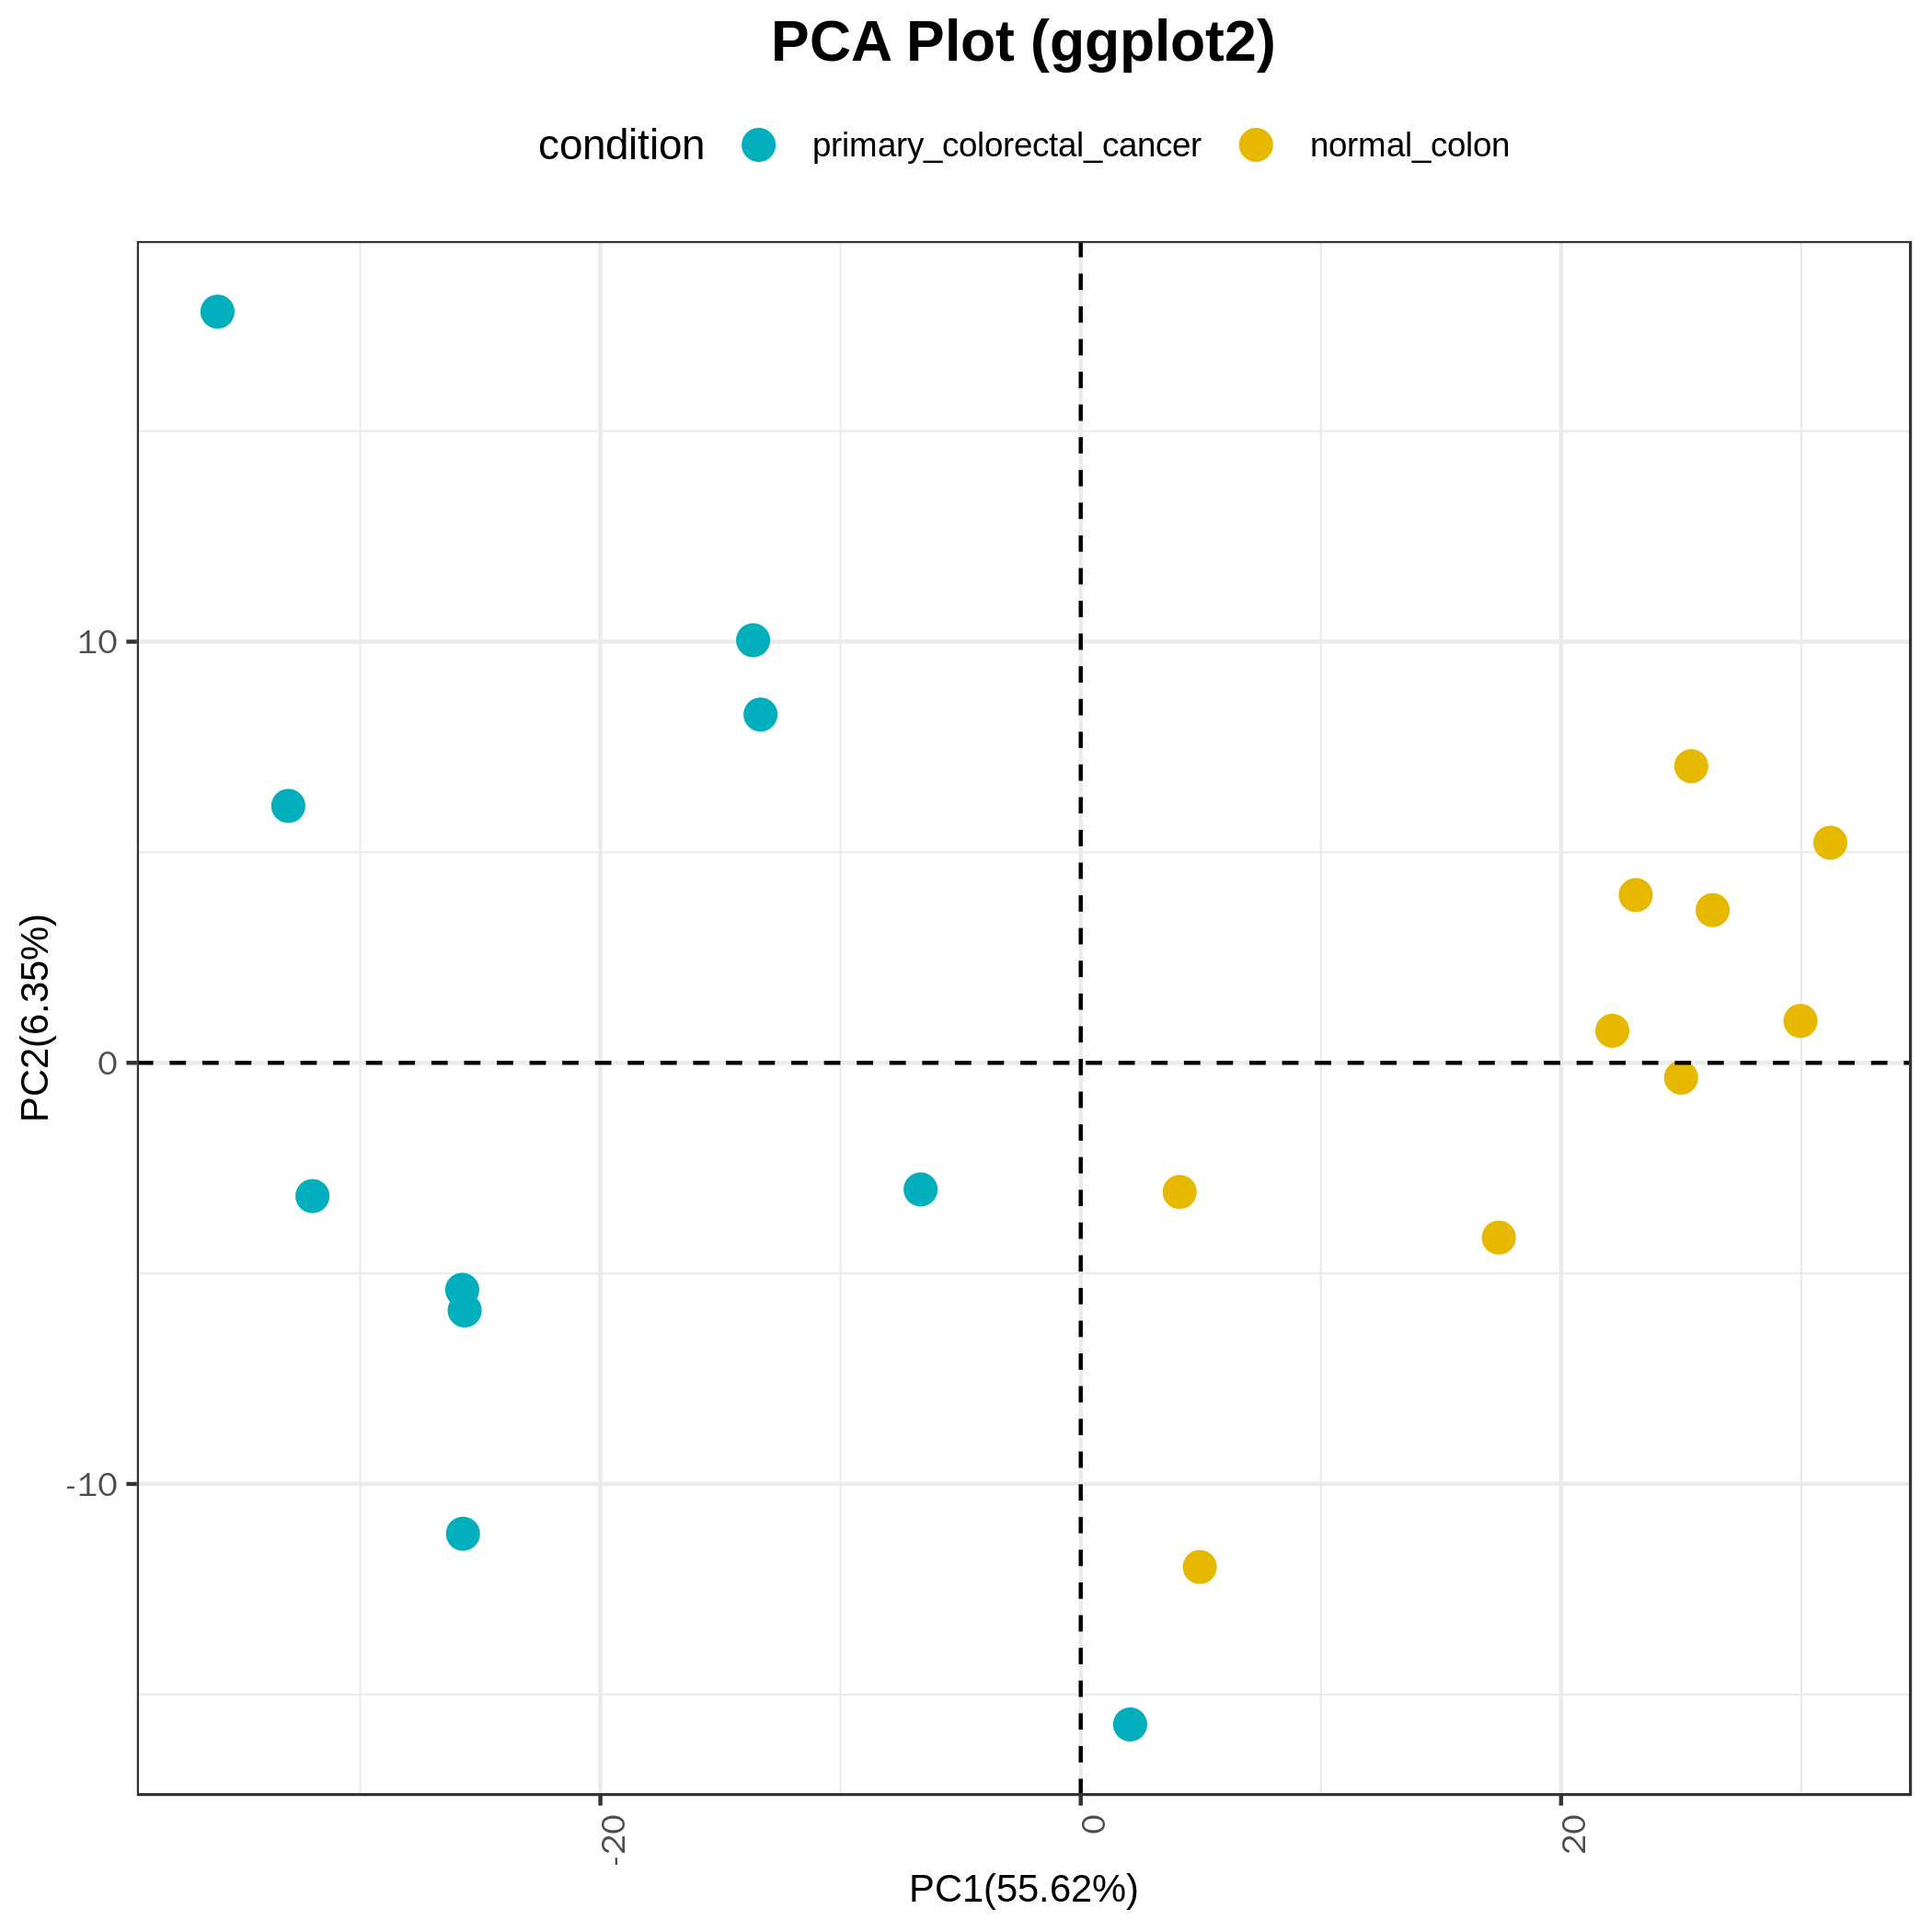 PCA Plot (ggplot2)
condition primary_colorectal_cancer normal_colon
PC2(6.35%)
10
0
-10
-20 0 20
PC1(55.62%)